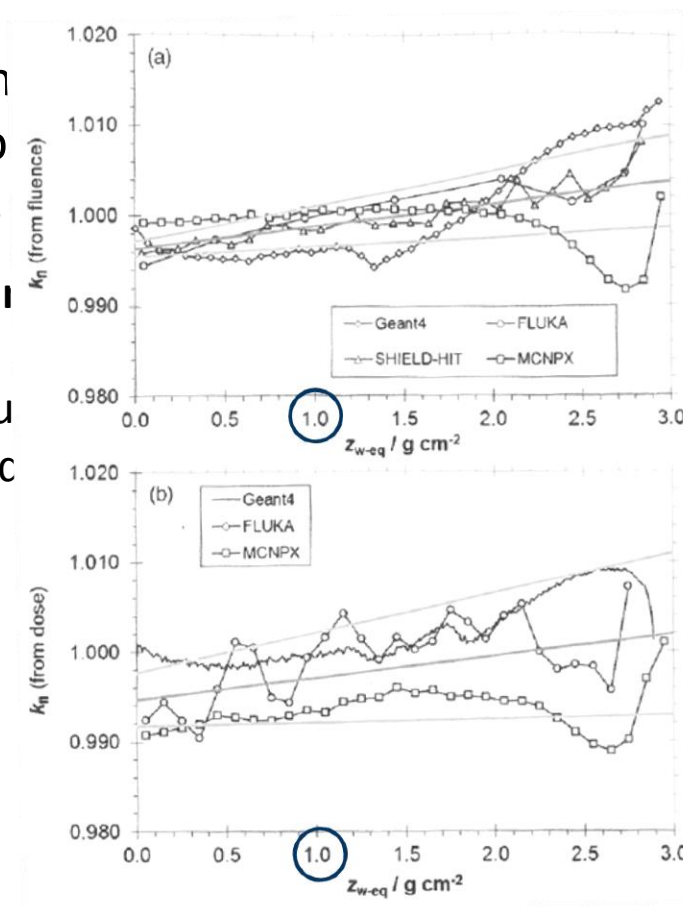 (a)
1.020
1.010
1.000
0.990
0.980
k_fl (from fluence)
Geant4
FLUKA
SHIELD-HIT
MCNPX
0.0 0.5 1.0 1.5 2.0 2.5 3.0
z_w-eq / g cm⁻²
(b)
1.020
1.010
1.000
0.990
0.980
k_fl (from dose)
Geant4
FLUKA
MCNPX
0.0 0.5 1.0 1.5 2.0 2.5 3.0
z_w-eq / g cm⁻²